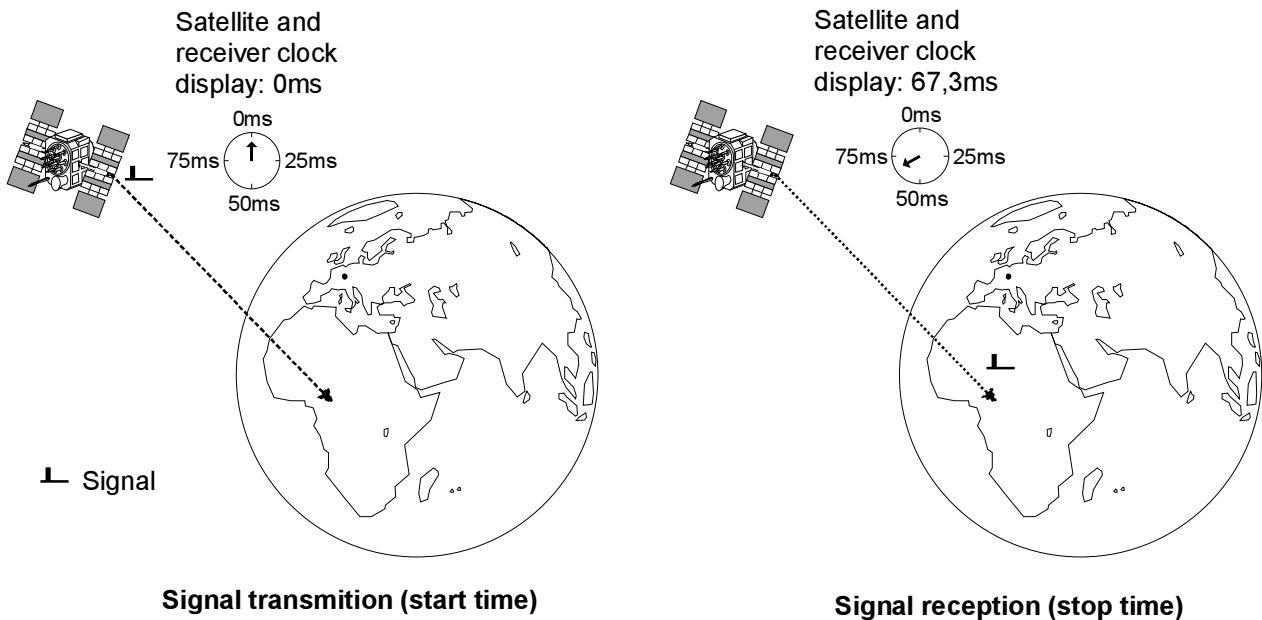 Satellite and
receiver clock
display: 0ms
0ms
75ms
25ms
50ms
Signal
Signal transmition (start time)
Satellite and
receiver clock
display: 67,3ms
0ms
75ms
25ms
50ms
Signal reception (stop time)